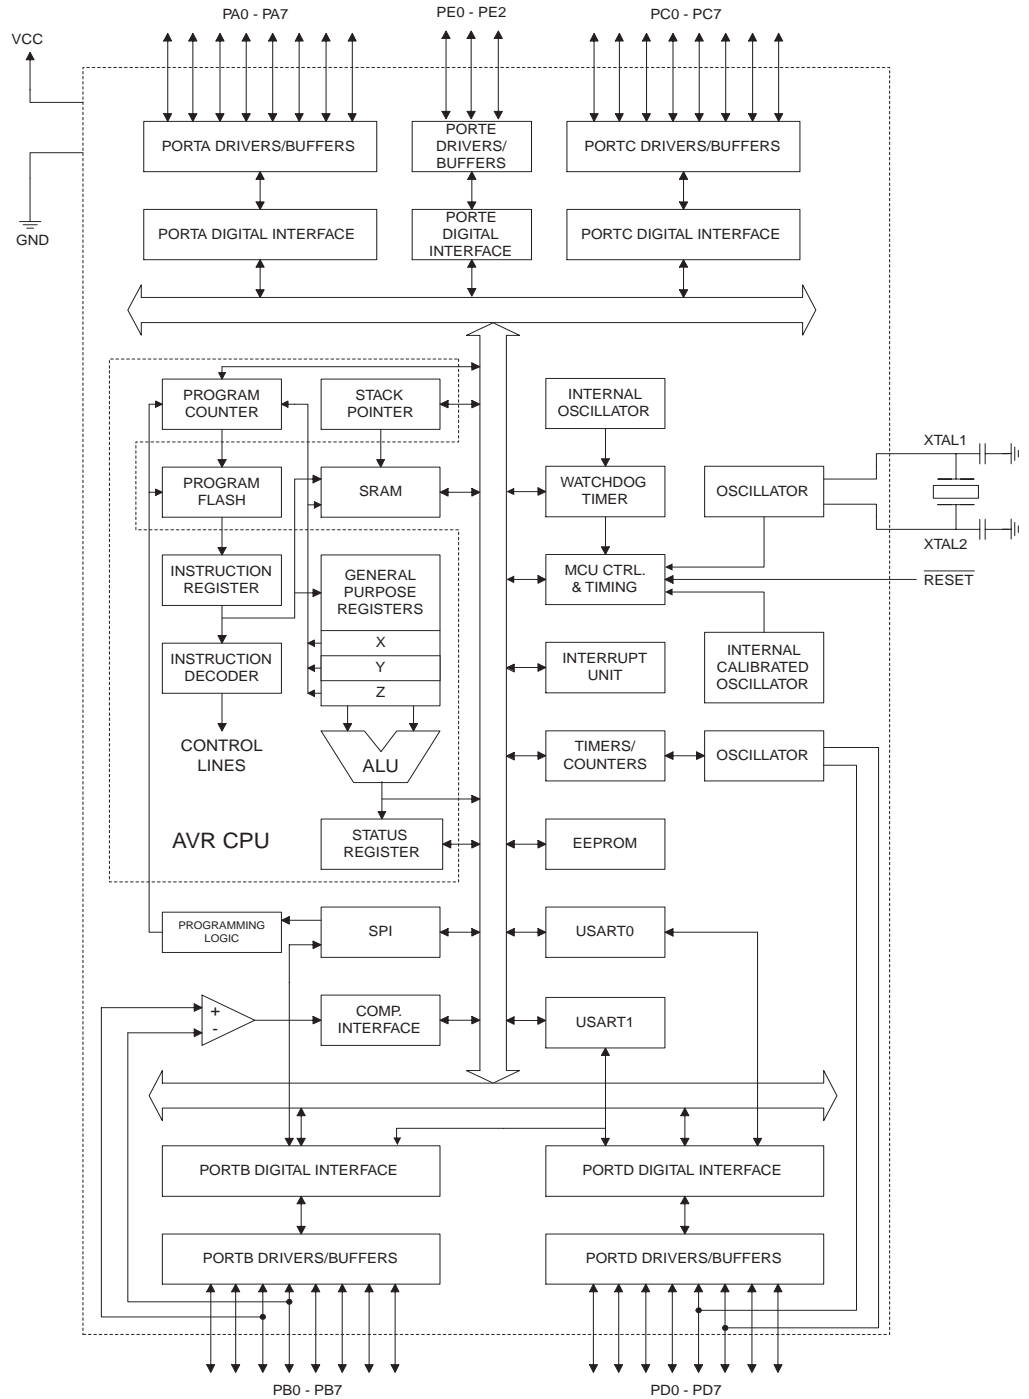 PA0 - PA7
PE0 - PE2
PC0 - PC7
VCC
PORTA DRIVERS/BUFFERS
PORTE
DRIVERS/
BUFFERS
PORTC DRIVERS/BUFFERS
GND
PORTA DIGITAL INTERFACE
PORTE
DIGITAL
INTERFACE
PORTC DIGITAL INTERFACE
PROGRAM
COUNTER
STACK
POINTER
INTERNAL
OSCILLATOR
XTAL1
PROGRAM
FLASH
SRAM
WATCHDOG
TIMER
OSCILLATOR
XTAL2
INSTRUCTION
REGISTER
GENERAL
PURPOSE
REGISTERS
MCU CTRL.
& TIMING
RESET
X
Y
Z
INSTRUCTION
DECODER
INTERRUPT
UNIT
INTERNAL
CALIBRATED
OSCILLATOR
CONTROL
LINES
ALU
TIMERS/
COUNTERS
OSCILLATOR
AVR CPU
STATUS
REGISTER
EEPROM
PROGRAMMING
LOGIC
SPI
USART0
+
-
COMP.
INTERFACE
USART1
PORTB DIGITAL INTERFACE
PORTD DIGITAL INTERFACE
PORTB DRIVERS/BUFFERS
PORTD DRIVERS/BUFFERS
PB0 - PB7
PD0 - PD7